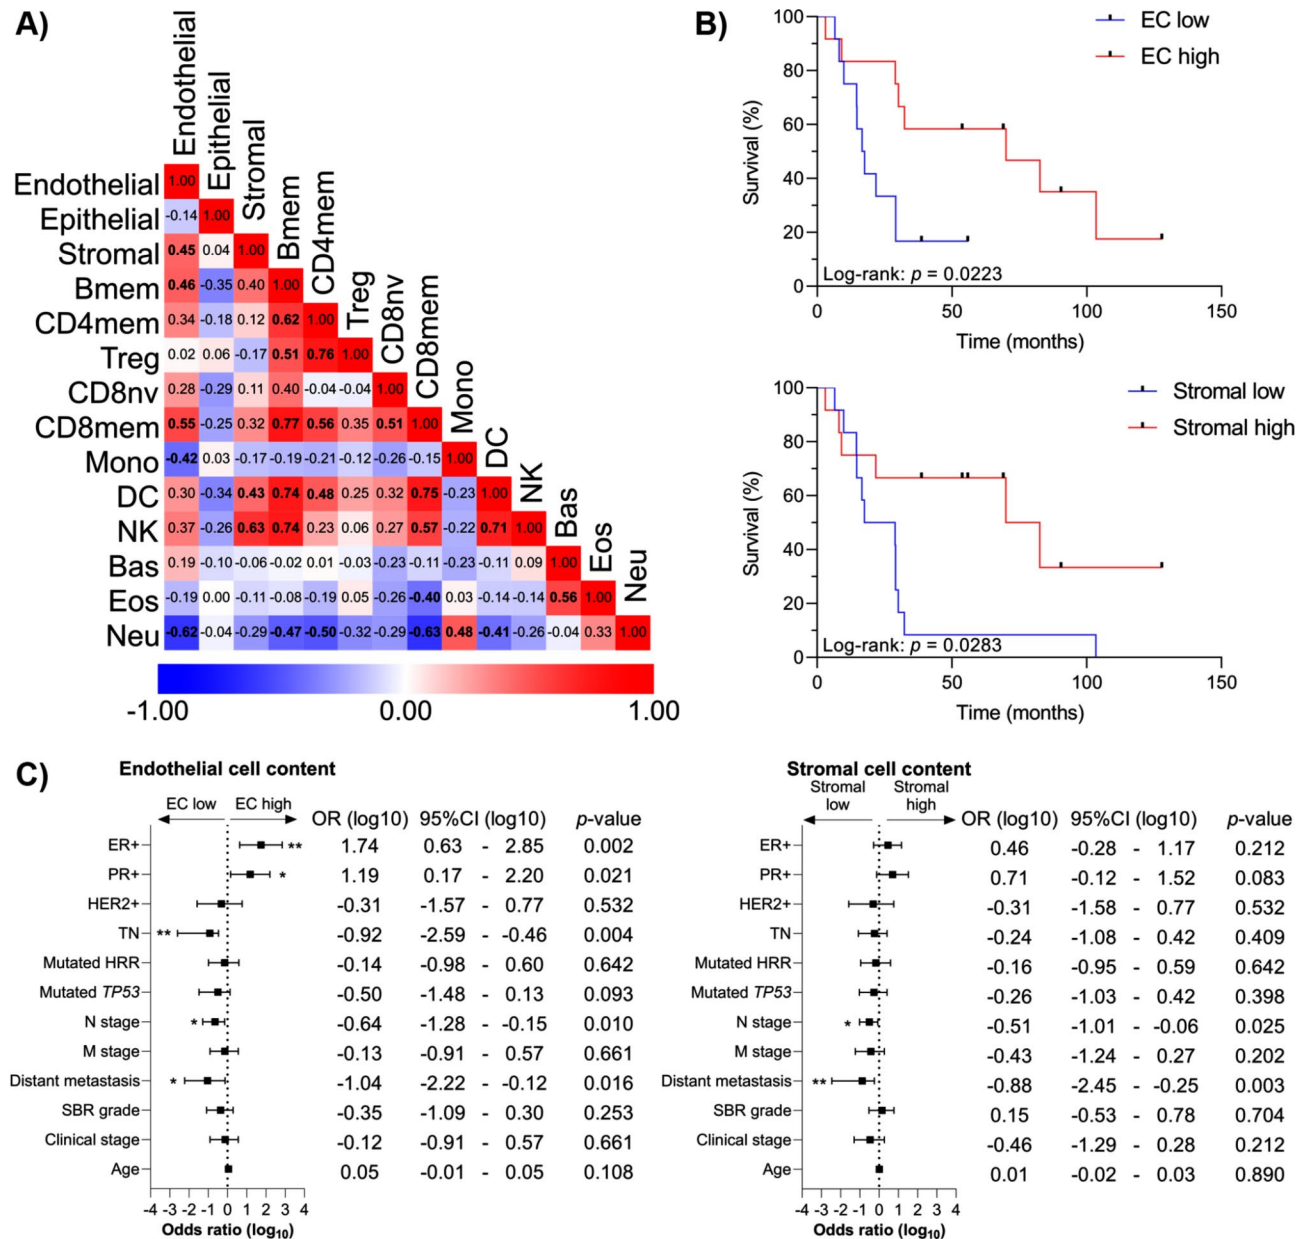 A)
Endothelial
Epithelial
Stromal
Bmem
CD4mem
Treg
CD8nv
CD8mem
Mono
DC
NK
Bas
Eos
Neu
Endothelial 1.00
Epithelial -0.14 1.00
Stromal 0.45 0.04 1.00
Bmem 0.46 -0.35 0.40 1.00
CD4mem 0.34 -0.18 0.12 0.62 1.00
Treg 0.02 0.06 -0.17 0.51 0.76 1.00
CD8nv 0.28 -0.29 0.11 0.40 -0.04 -0.04 1.00
CD8mem 0.55 -0.25 0.32 0.77 0.56 0.35 0.51 1.00
Mono -0.42 0.03 -0.17 -0.19 -0.21 -0.12 -0.26 -0.15 1.00
DC 0.30 -0.34 0.43 0.74 0.48 0.25 0.32 0.75 -0.23 1.00
NK 0.37 -0.26 0.63 0.74 0.23 0.06 0.27 0.57 -0.22 0.71 1.00
Bas 0.19 -0.10 -0.06 -0.02 0.01 -0.03 -0.23 -0.11 -0.23 -0.11 0.09 1.00
Eos -0.19 0.00 -0.11 -0.08 -0.19 0.05 -0.26 -0.40 0.03 -0.14 -0.14 0.56 1.00
Neu -0.62 -0.04 -0.29 -0.47 -0.50 -0.32 -0.29 -0.63 0.48 -0.41 -0.26 -0.04 0.33 1.00
-1.00 0.00 1.00
B)
EC low
EC high
Survival (%)
100
80
60
40
20
0
Log-rank: p = 0.0223
0 50 100 150
Time (months)
Stromal low
Stromal high
Survival (%)
100
80
60
40
20
0
Log-rank: p = 0.0283
0 50 100 150
Time (months)
C)
Endothelial cell content
EC low EC high
OR (log10) 95%CI (log10) p-value
ER+ ** 1.74 0.63 - 2.85 0.002
PR+ * 1.19 0.17 - 2.20 0.021
HER2+ -0.31 -1.57 - 0.77 0.532
TN ** -0.92 -2.59 - -0.46 0.004
Mutated HRR -0.14 -0.98 - 0.60 0.642
Mutated TP53 -0.50 -1.48 - 0.13 0.093
N stage * -0.64 -1.28 - -0.15 0.010
M stage -0.13 -0.91 - 0.57 0.661
Distant metastasis * -1.04 -2.22 - -0.12 0.016
SBR grade -0.35 -1.09 - 0.30 0.253
Clinical stage -0.12 -0.91 - 0.57 0.661
Age 0.05 -0.01 - 0.05 0.108
-4 -3 -2 -1 0 1 2 3 4
Odds ratio (log10)
Stromal cell content
Stromal low
Stromal high
OR (log10) 95%CI (log10) p-value
ER+ 0.46 -0.28 - 1.17 0.212
PR+ 0.71 -0.12 - 1.52 0.083
HER2+ -0.31 -1.58 - 0.77 0.532
TN -0.24 -1.08 - 0.42 0.409
Mutated HRR -0.16 -0.95 - 0.59 0.642
Mutated TP53 -0.26 -1.03 - 0.42 0.398
N stage * -0.51 -1.01 - -0.06 0.025
M stage -0.43 -1.24 - 0.27 0.202
Distant metastasis ** -0.88 -2.45 - -0.25 0.003
SBR grade 0.15 -0.53 - 0.78 0.704
Clinical stage -0.46 -1.29 - 0.28 0.212
Age 0.01 -0.02 - 0.03 0.890
-4 -3 -2 -1 0 1 2 3 4
Odds ratio (log10)